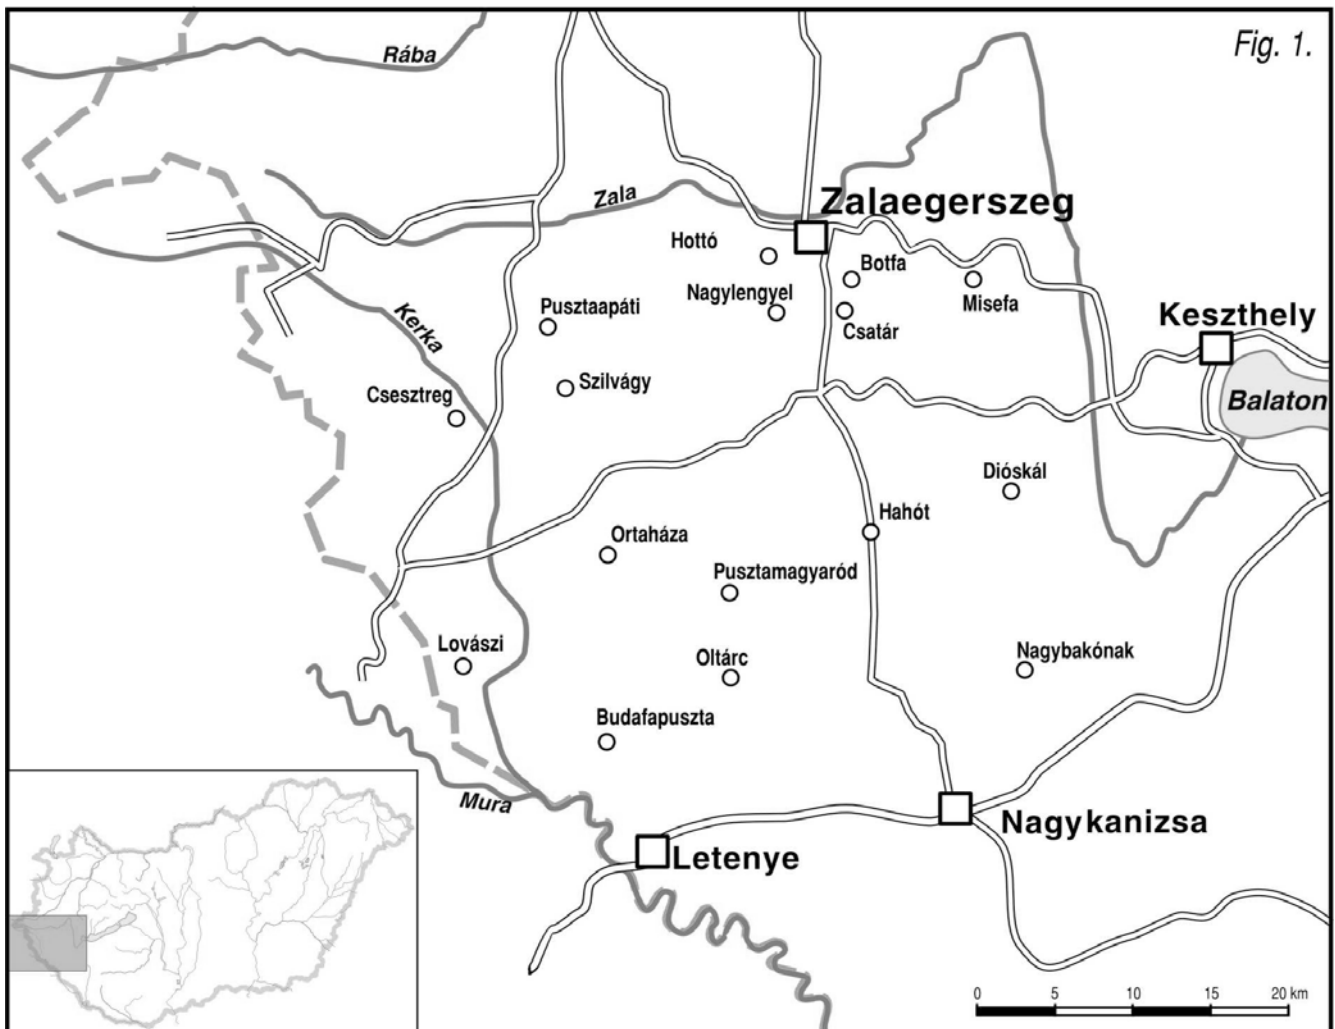 Fig. 1.
Rába
Zala
Zalaegerszeg
Hottó
Botfa
Nagylengyel
Misefa
Pusztaapáti
Csatár
Keszthely
Kerka
Szilvágy
Csesztreg
Balaton
Dióskál
Hahót
Ortaháza
Pusztamagyaród
Lovászi
Oltárc
Nagybakónak
Budafapuszta
Mura
Nagykanizsa
Letenye
0 5 10 15 20 km